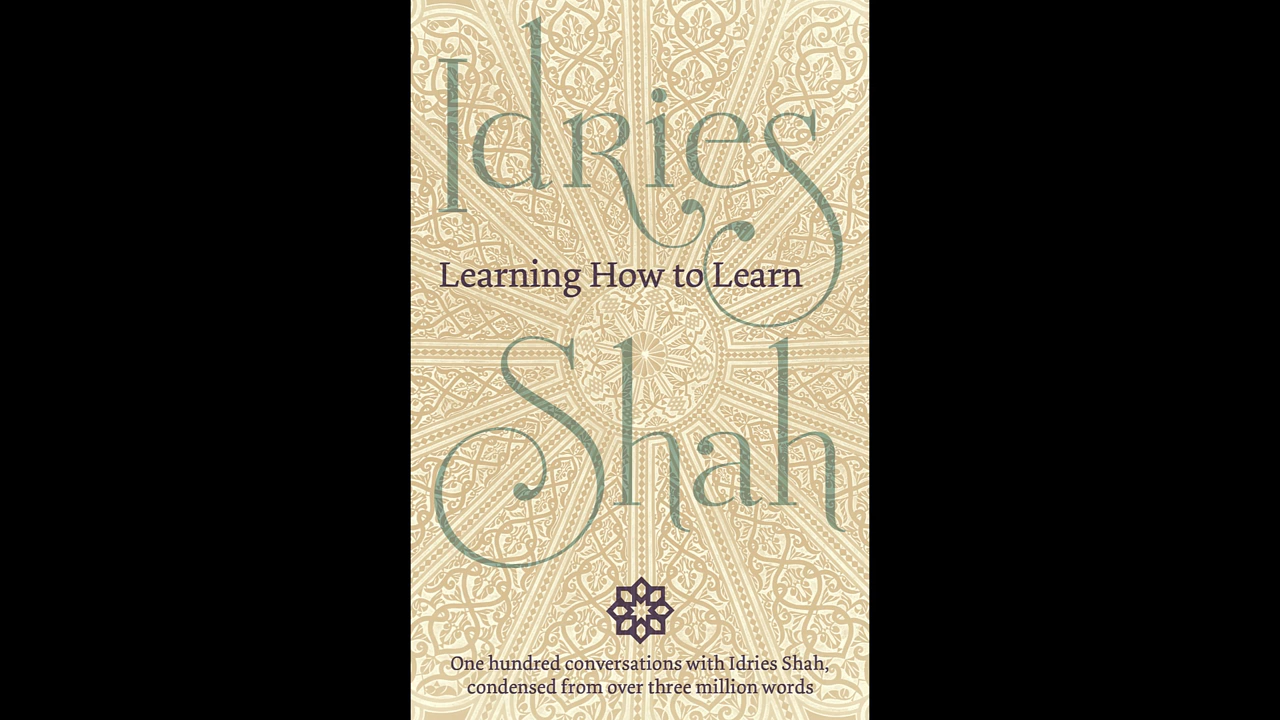 Idries
Learning How to Learn
Shah
One hundred conversations with Idries Shah,
condensed from over three million words